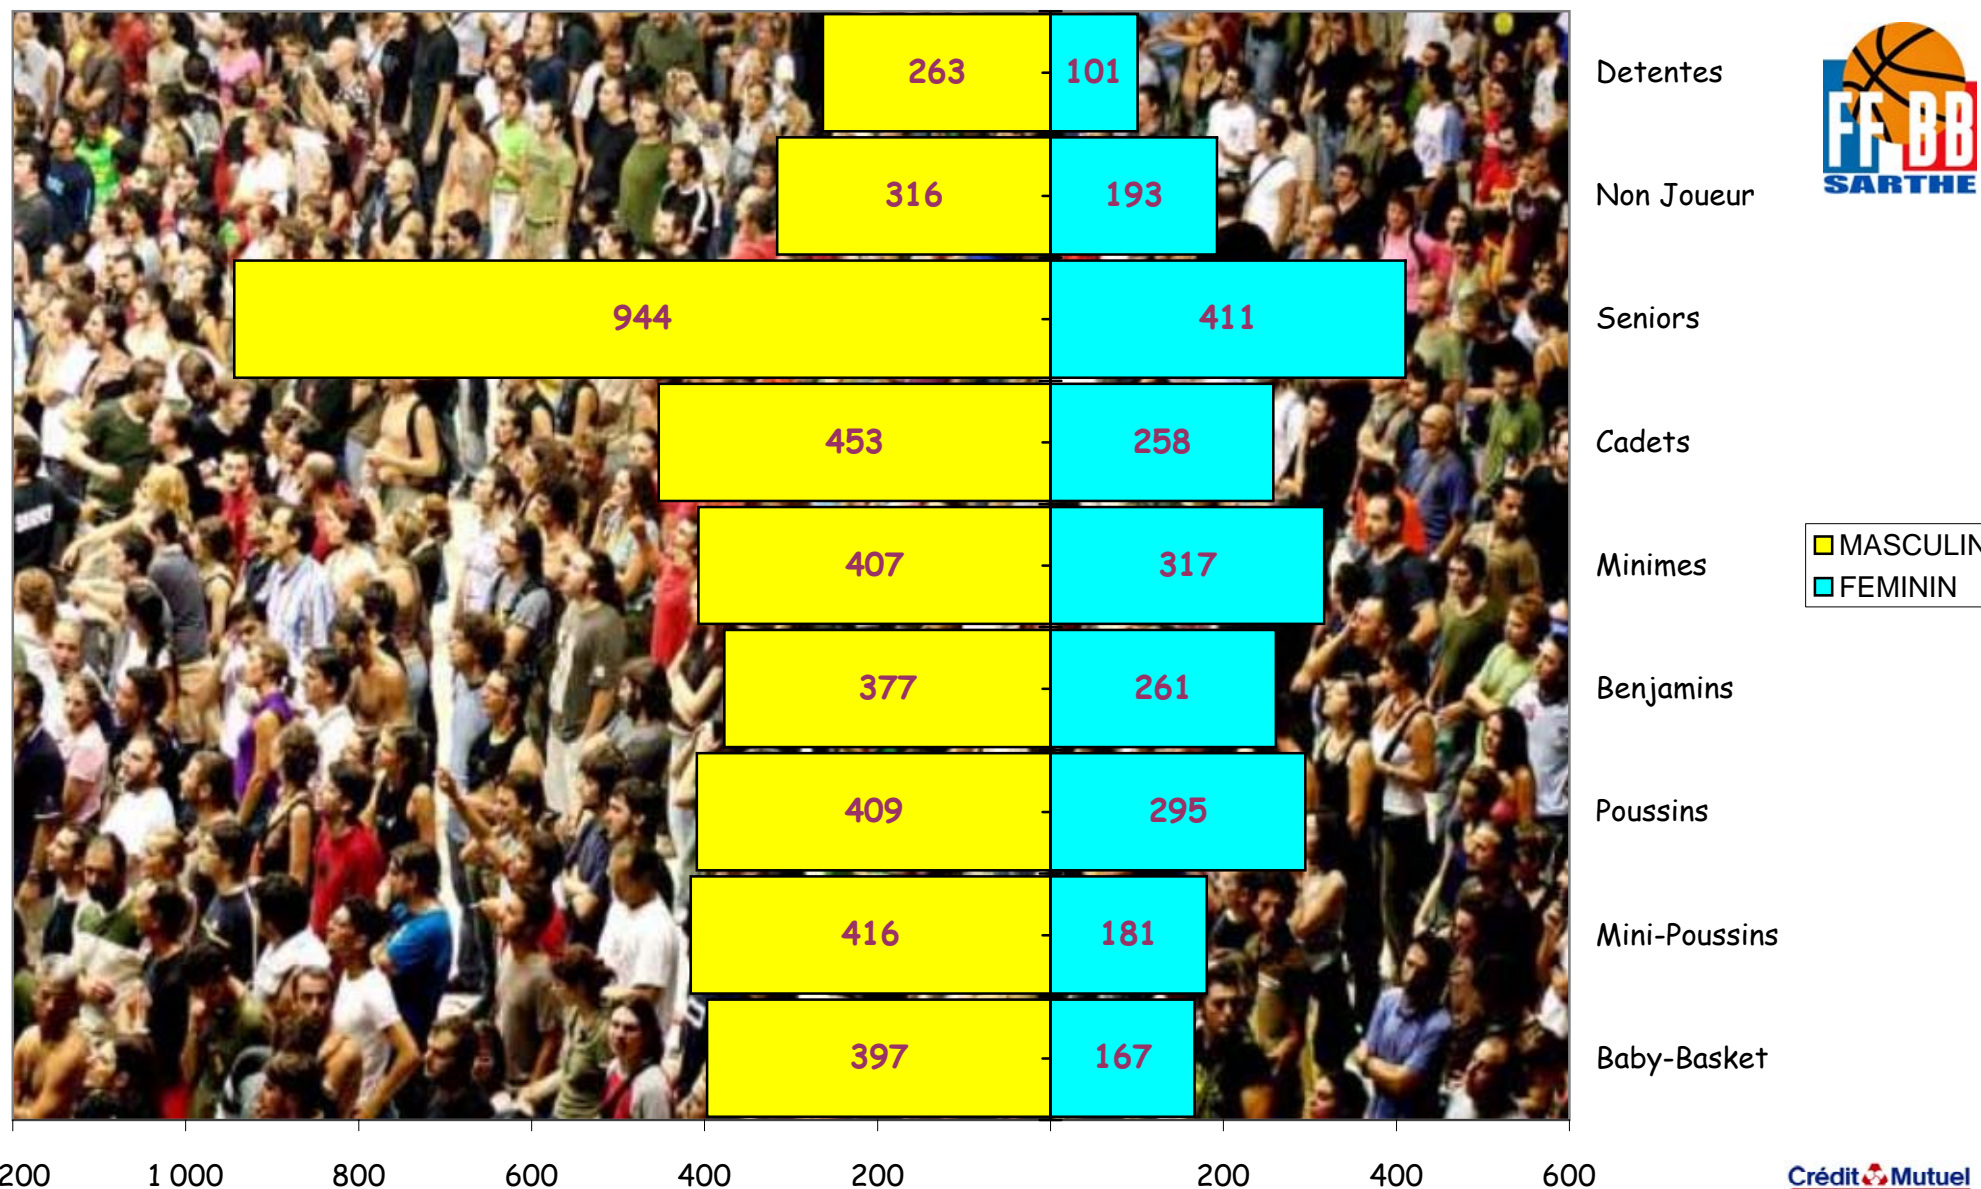 263 101 Detentes
FF BB
SARTHE
316 193 Non Joueur
944 411 Seniors
453 258 Cadets
407 317 Minimes
MASCULIN
FEMININ
377 261 Benjamins
409 295 Poussins
416 181 Mini-Poussins
397 167 Baby-Basket
200 1 000 800 600 400 200 200 400 600
Crédit Mutuel